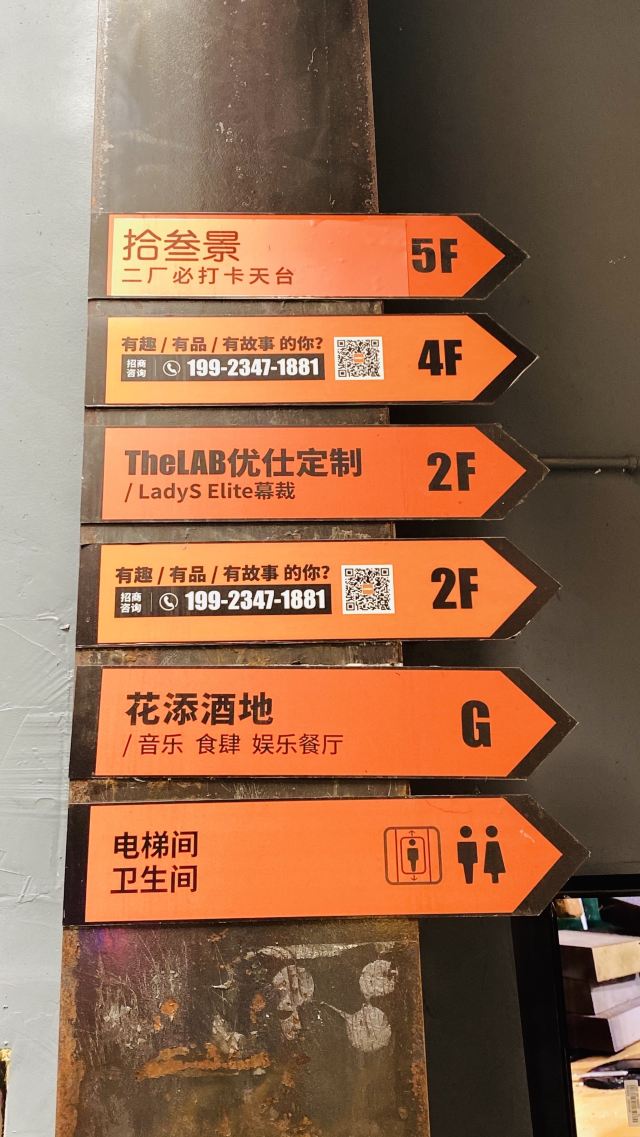 拾叁景
二厂必打卡天台
5F
有趣 / 有品 / 有故事 的你?
招商咨询 199-2347-1881
4F
TheLAB优仕定制
/ LadyS Elite幕裁
2F
有趣 / 有品 / 有故事 的你?
招商咨询 199-2347-1881
2F
花添酒地
/ 音乐 食肆 娱乐餐厅
G
电梯间
卫生间